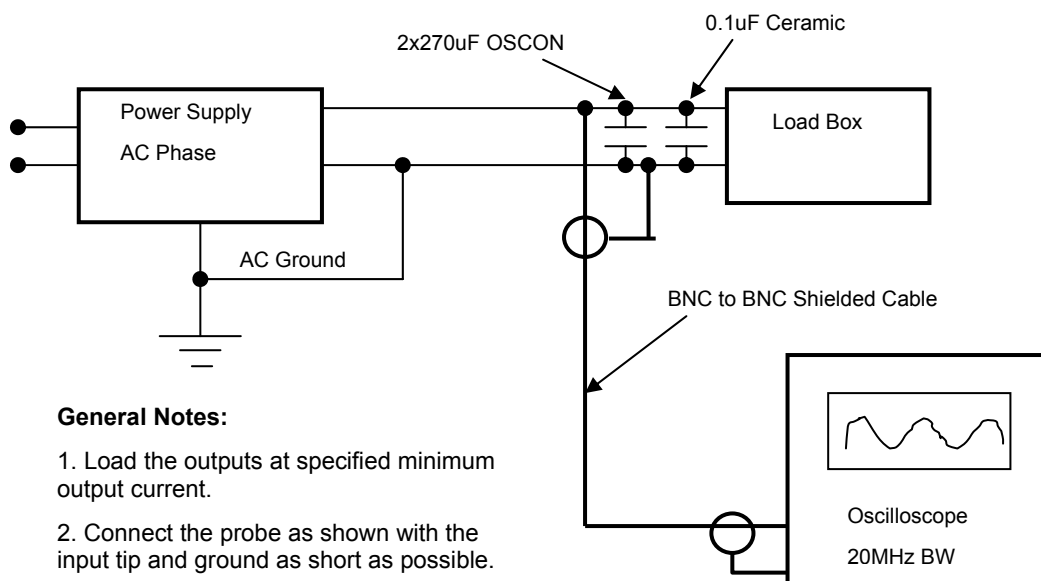 2x270uF OSCON
0.1uF Ceramic
Power Supply
AC Phase
Load Box
AC Ground
BNC to BNC Shielded Cable
General Notes:
1. Load the outputs at specified minimum
output current.
2. Connect the probe as shown with the
input tip and ground as short as possible.
Oscilloscope
20MHz BW